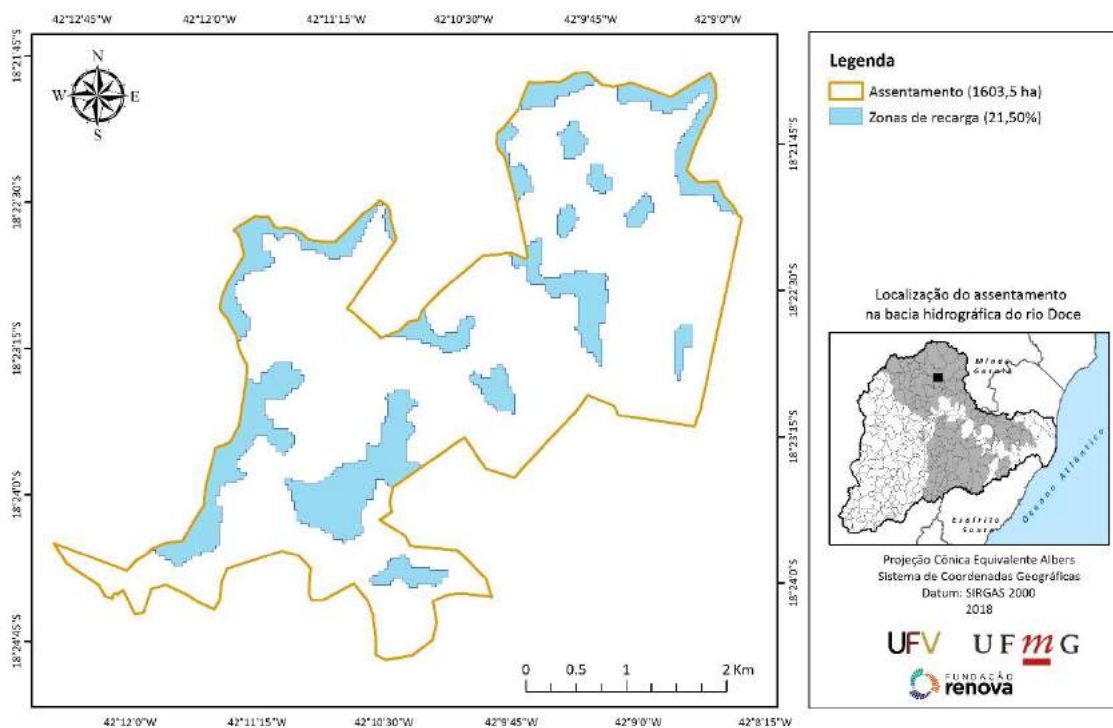 42°12'45"W 42°12'0"W 42°11'15"W 42°10'30"W 42°9'45"W 42°9'0"W
18°21'45"S
18°22'30"S
18°23'15"S
18°24'0"S
18°24'45"S
N
W E
S
18°21'45"S
18°22'30"S
18°23'15"S
18°24'0"S
0 0.5 1 2 Km
42°12'0"W 42°11'15"W 42°10'30"W 42°9'45"W 42°9'0"W 42°8'15"W
Legenda
Assentamento (1603,5 ha)
Zonas de recarga (21,50%)
Localização do assentamento
na bacia hidrográfica do rio Doce
Minas
Gerais
Oceano Atlântico
Espírito
Santo
Projeção Cônica Equivalente Albers
Sistema de Coordenadas Geográficas
Datum: SIRGAS 2000
2018
UFV UFmG
FUNDAÇÃO
renova